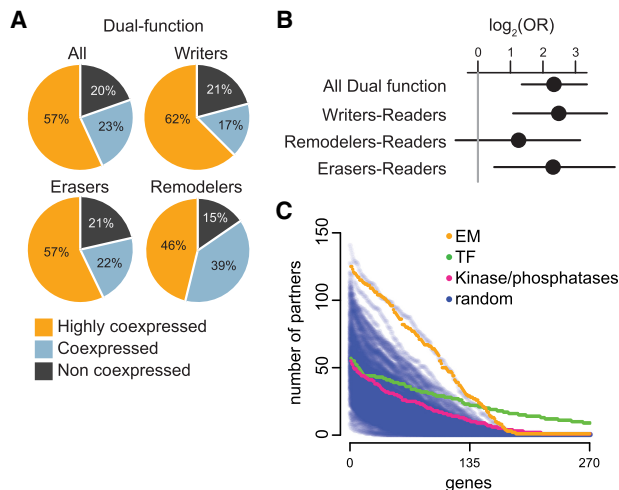 A
Dual-function
All
Writers
20%
57%
23%
21%
62%
17%
Erasers
Remodelers
21%
57%
22%
15%
46%
39%
Highly coexpressed
Coexpressed
Non coexpressed
B
log2(OR)
0 1 2 3
All Dual function
Writers-Readers
Remodelers-Readers
Erasers-Readers
C
EM
TF
Kinase/phosphatases
random
number of partners
150
100
50
0
0 135 270
genes